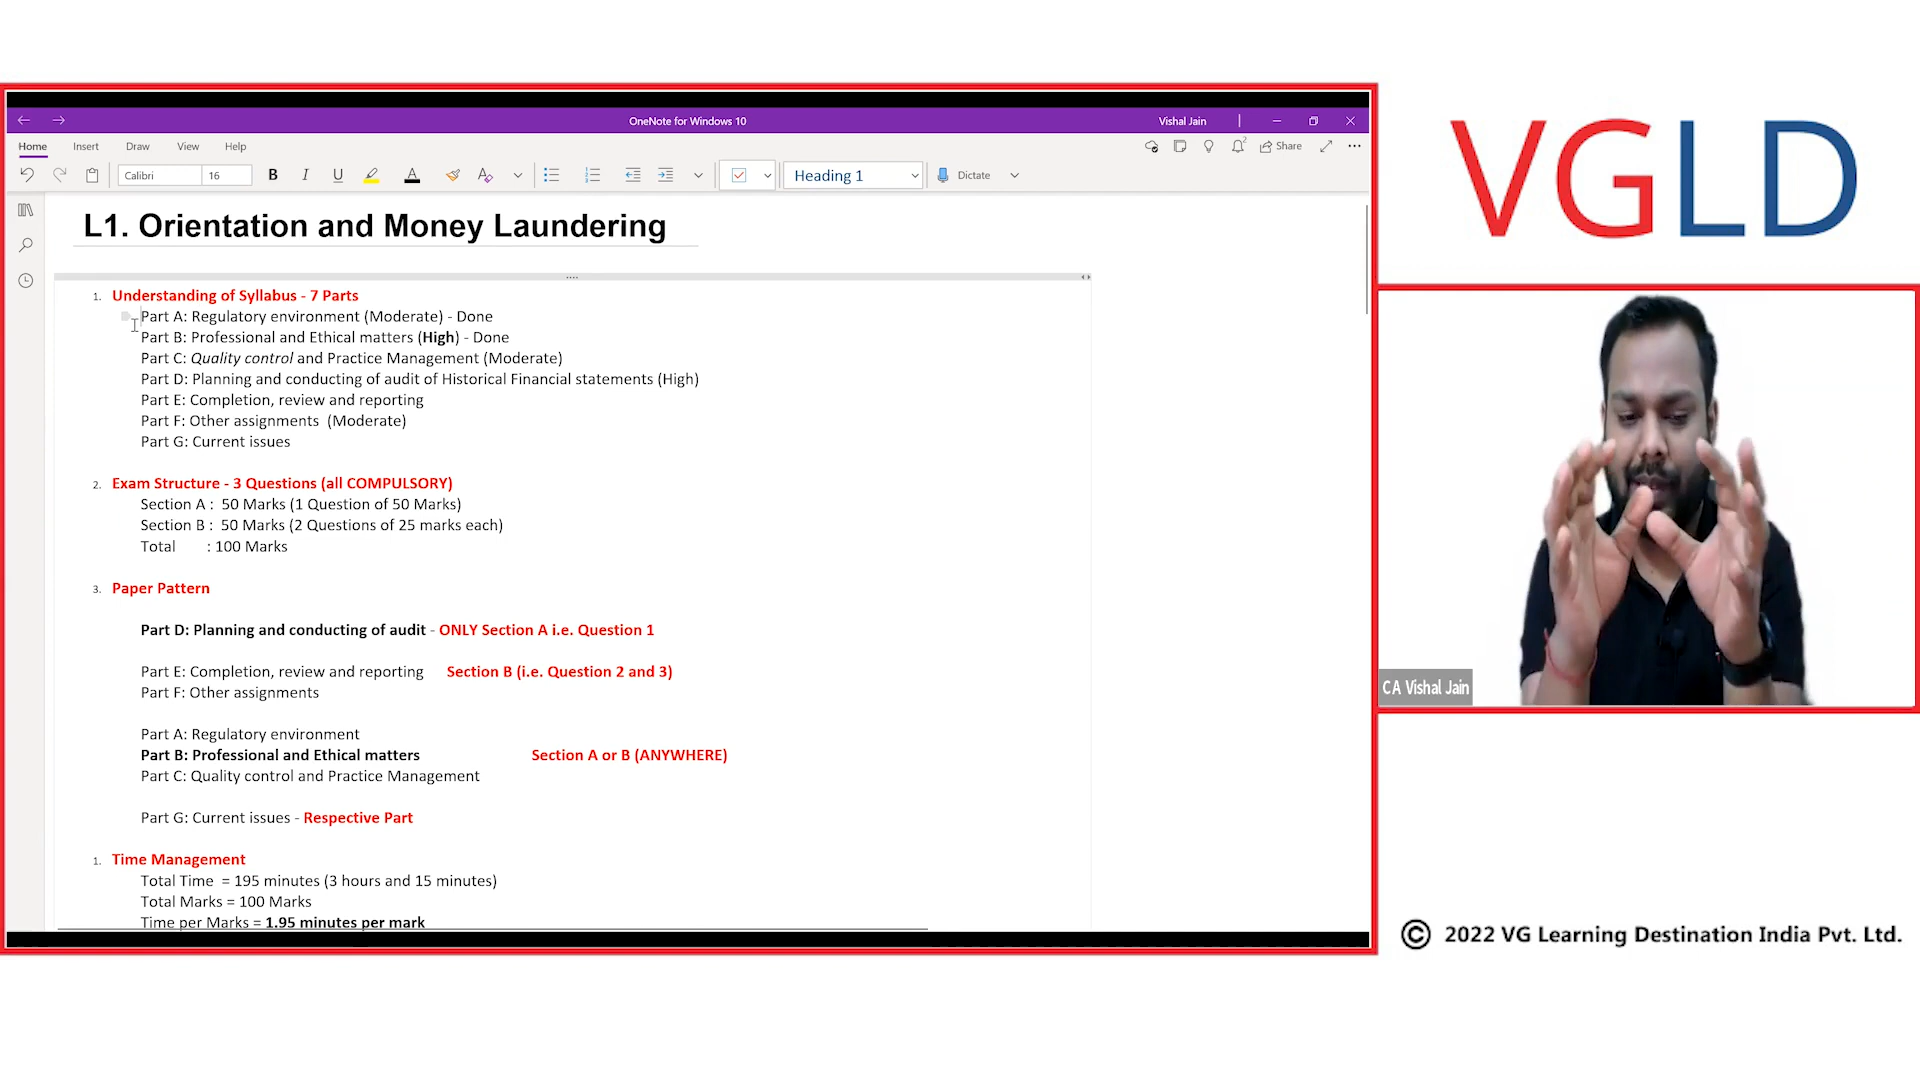 OneNote for Windows 10
Vishal Jain
Home Insert Draw View Help
Share
Calibri 16 B I U A Heading 1 Dictate
L1. Orientation and Money Laundering
1. Understanding of Syllabus - 7 Parts
Part A: Regulatory environment (Moderate) - Done
Part B: Professional and Ethical matters (High) - Done
Part C: Quality control and Practice Management (Moderate)
Part D: Planning and conducting of audit of Historical Financial statements (High)
Part E: Completion, review and reporting
Part F: Other assignments (Moderate)
Part G: Current issues
2. Exam Structure - 3 Questions (all COMPULSORY)
Section A : 50 Marks (1 Question of 50 Marks)
Section B : 50 Marks (2 Questions of 25 marks each)
Total : 100 Marks
3. Paper Pattern
Part D: Planning and conducting of audit - ONLY Section A i.e. Question 1
Part E: Completion, review and reporting Section B (i.e. Question 2 and 3)
Part F: Other assignments
Part A: Regulatory environment
Part B: Professional and Ethical matters Section A or B (ANYWHERE)
Part C: Quality control and Practice Management
Part G: Current issues - Respective Part
1. Time Management
Total Time = 195 minutes (3 hours and 15 minutes)
Total Marks = 100 Marks
Time per Marks = 1.95 minutes per mark
VGLD
CA Vishal Jain
© 2022 VG Learning Destination India Pvt. Ltd.